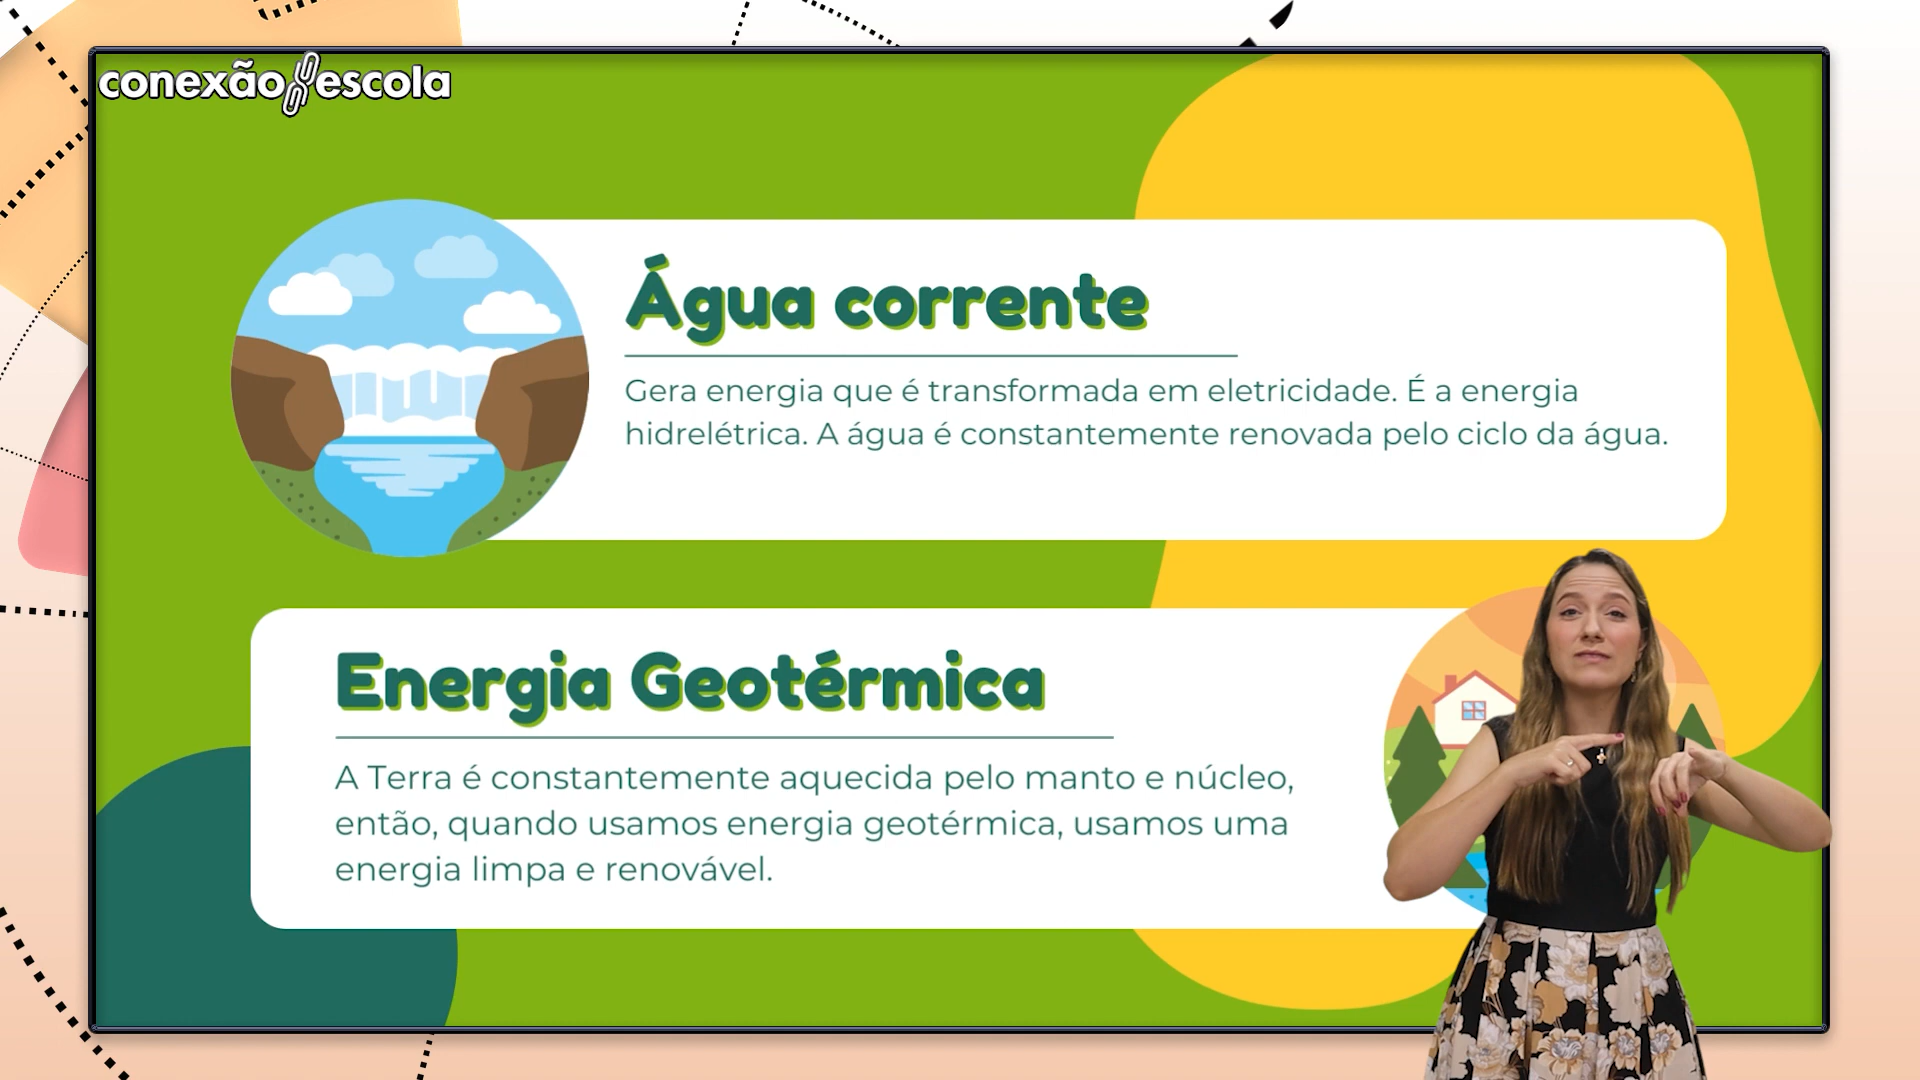 conexão escola
Água corrente
Gera energia que é transformada em eletricidade. É a energia
hidrelétrica. A água é constantemente renovada pelo ciclo da água.
Energia Geotérmica
A Terra é constantemente aquecida pelo manto e núcleo,
então, quando usamos energia geotérmica, usamos uma
energia limpa e renovável.